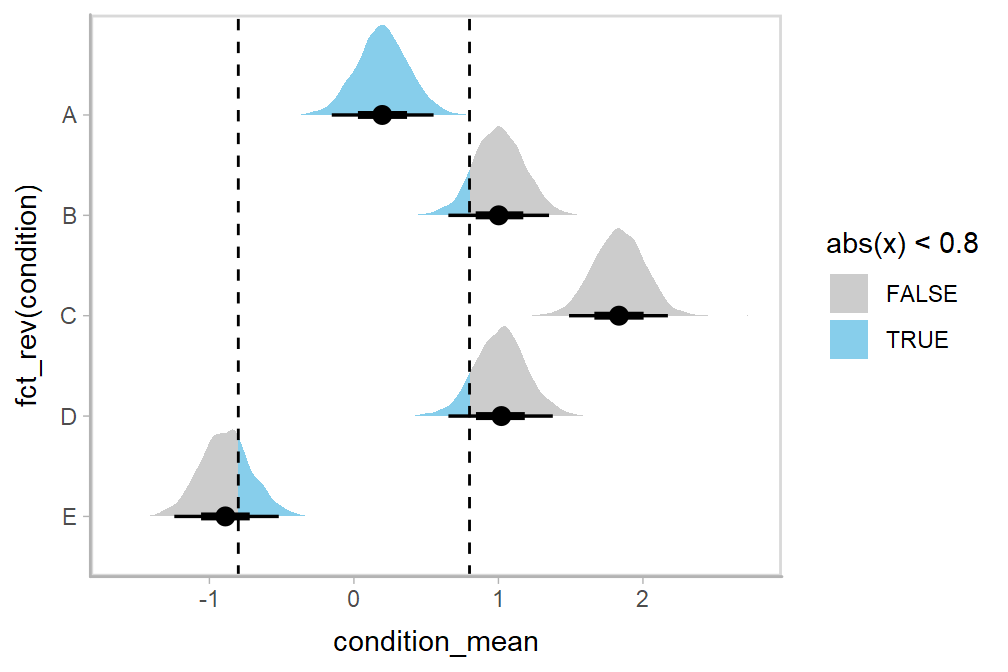 A
B
C
D
E
fct_rev(condition)
-1
0
1
2
condition_mean
abs(x) < 0.8
FALSE
TRUE